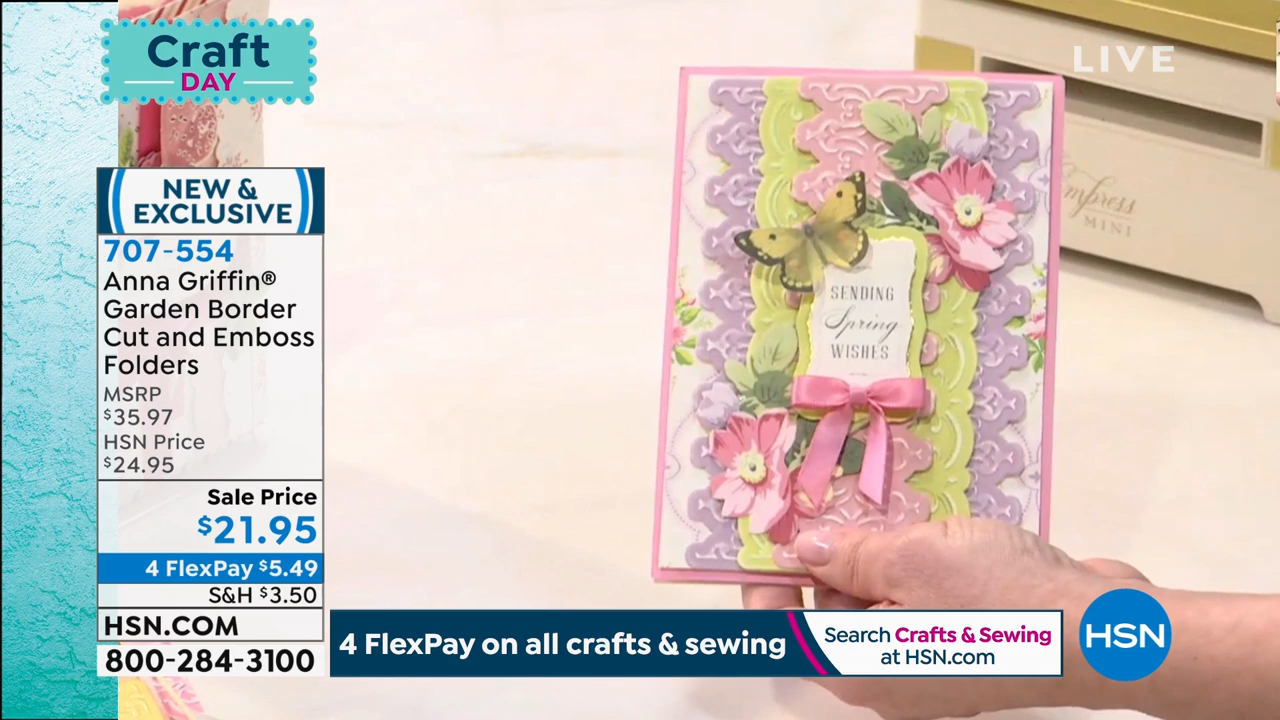 Craft
DAY
LIVE
NEW &
EXCLUSIVE
707-554
Anna Griffin®
Garden Border
Cut and Emboss
Folders
MSRP
$35.97
HSN Price
$24.95
Sale Price
$21.95
4 FlexPay $5.49
S&H $3.50
HSN.COM
800-284-3100
SENDING
Spring
WISHES
Empress
MINI
4 FlexPay on all crafts & sewing
Search Crafts & Sewing
at HSN.com
HSN